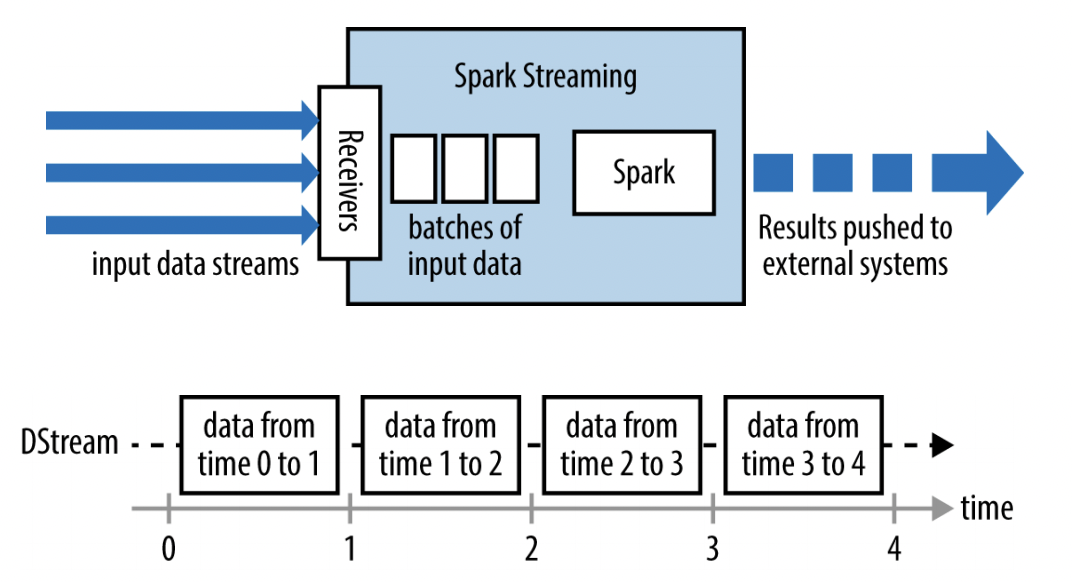 Spark Streaming
Receivers
Spark
input data streams
batches of
input data
Results pushed to
external systems
DStream
data from
time 0 to 1
data from
time 1 to 2
data from
time 2 to 3
data from
time 3 to 4
time
0
1
2
3
4